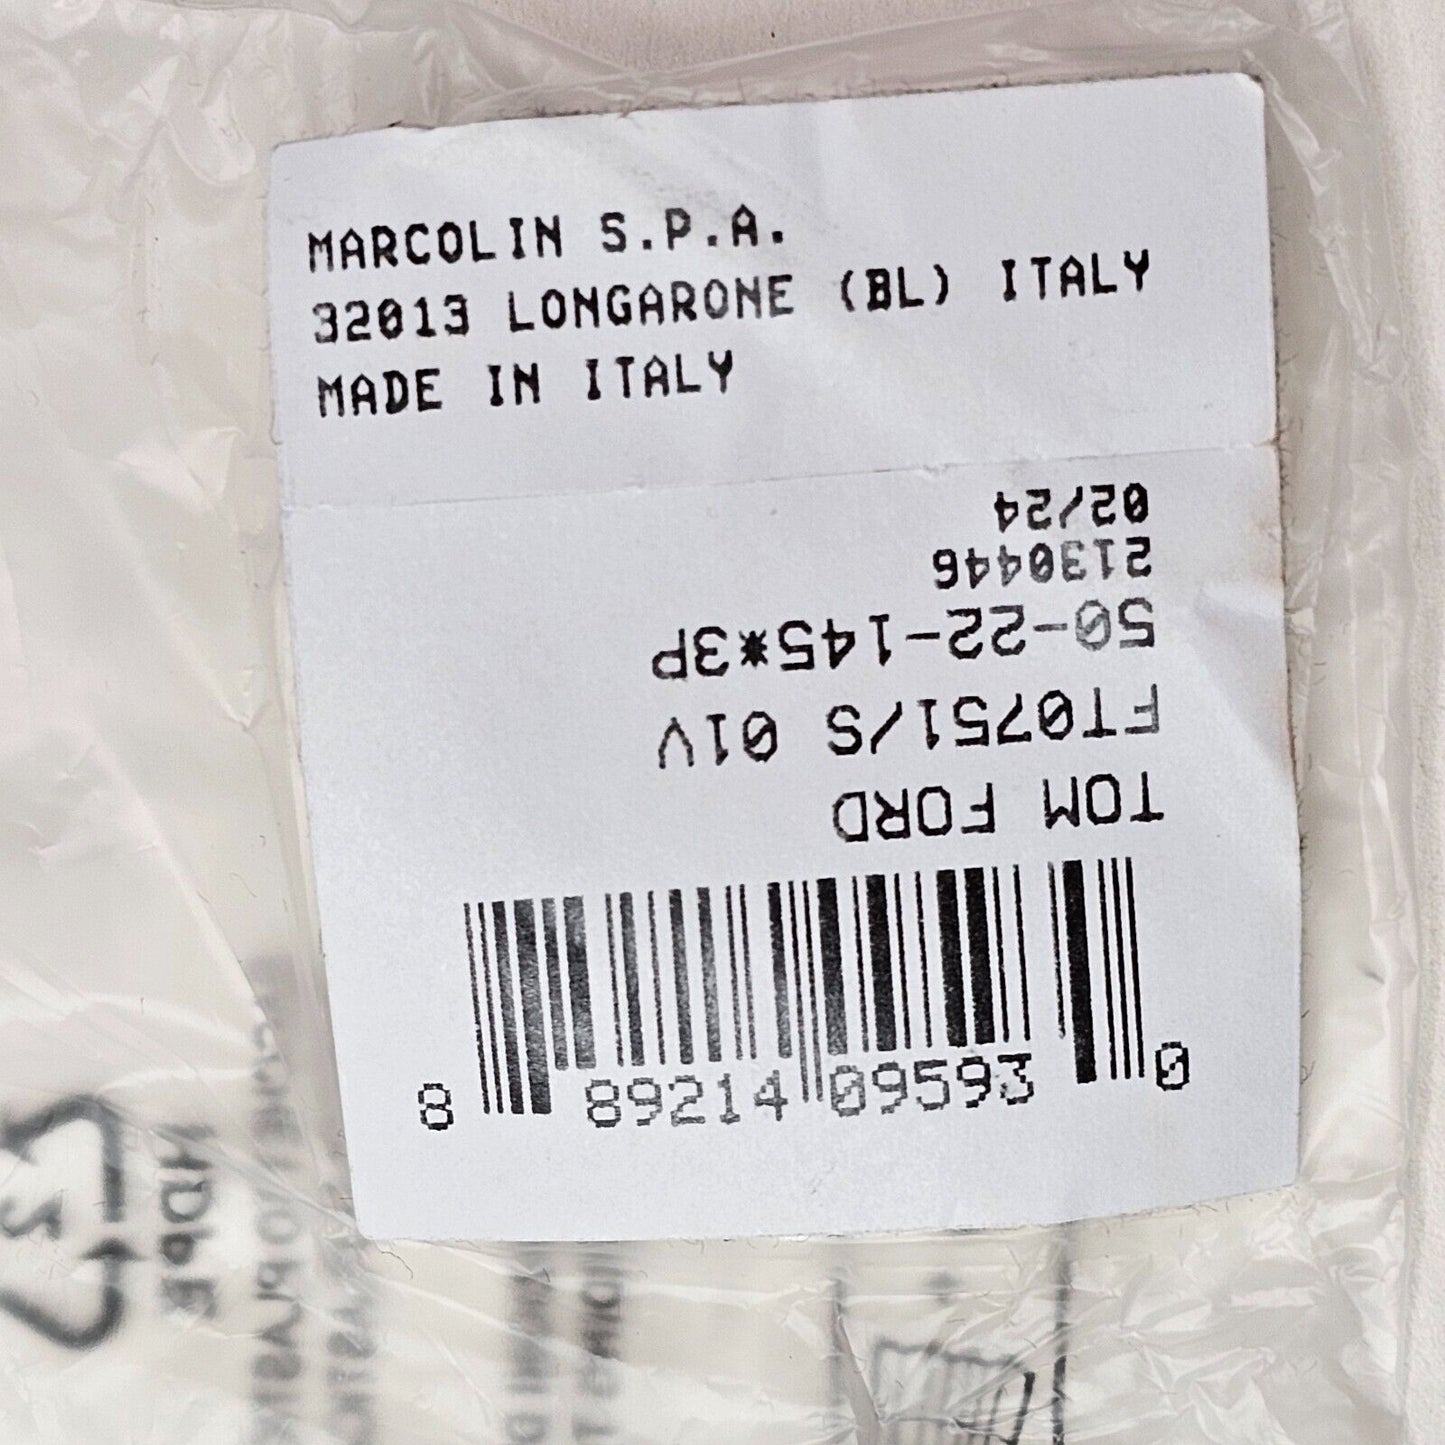 MARCOLIN S.P.A.
32013 LONGARONE (BL) ITALY
MADE IN ITALY
02/24
2130446
50-22-145*3P
FT0751/S 01V
TOM FORD
8 89214 09593 0
HDPE